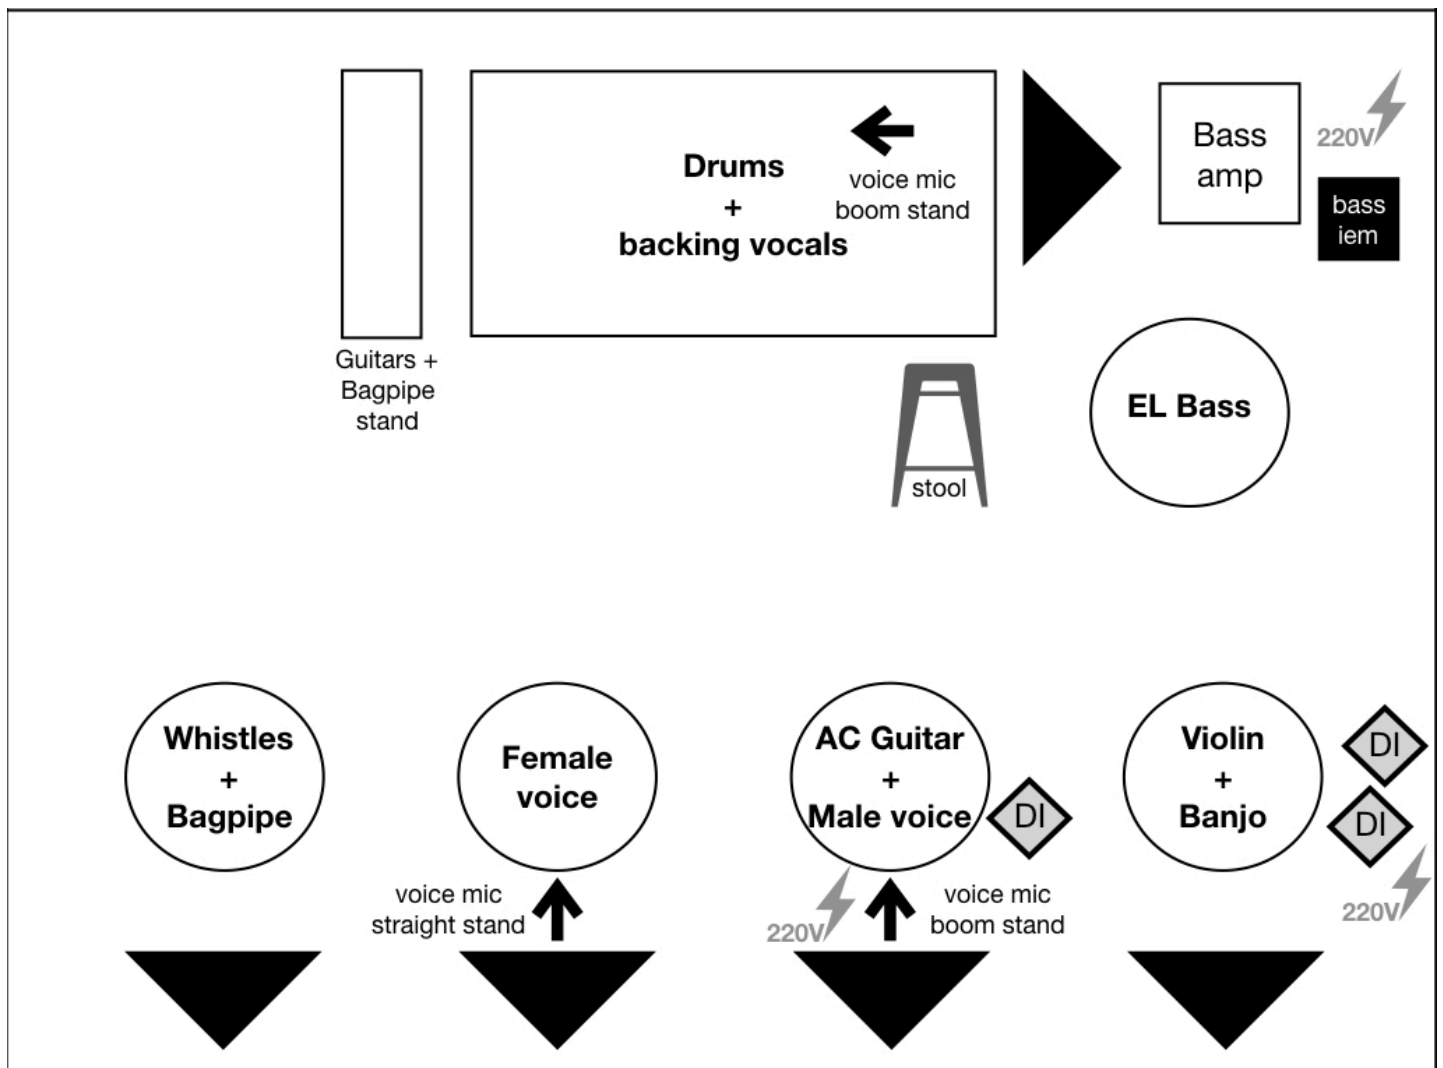 Drums
+
backing vocals
voice mic
boom stand
Bass
amp
220V
bass
iem
Guitars +
Bagpipe
stand
stool
EL Bass
Whistles
+
Bagpipe
Female
voice
AC Guitar
+
Male voice
DI
Violin
+
Banjo
DI
DI
voice mic
straight stand
220V
voice mic
boom stand
220V